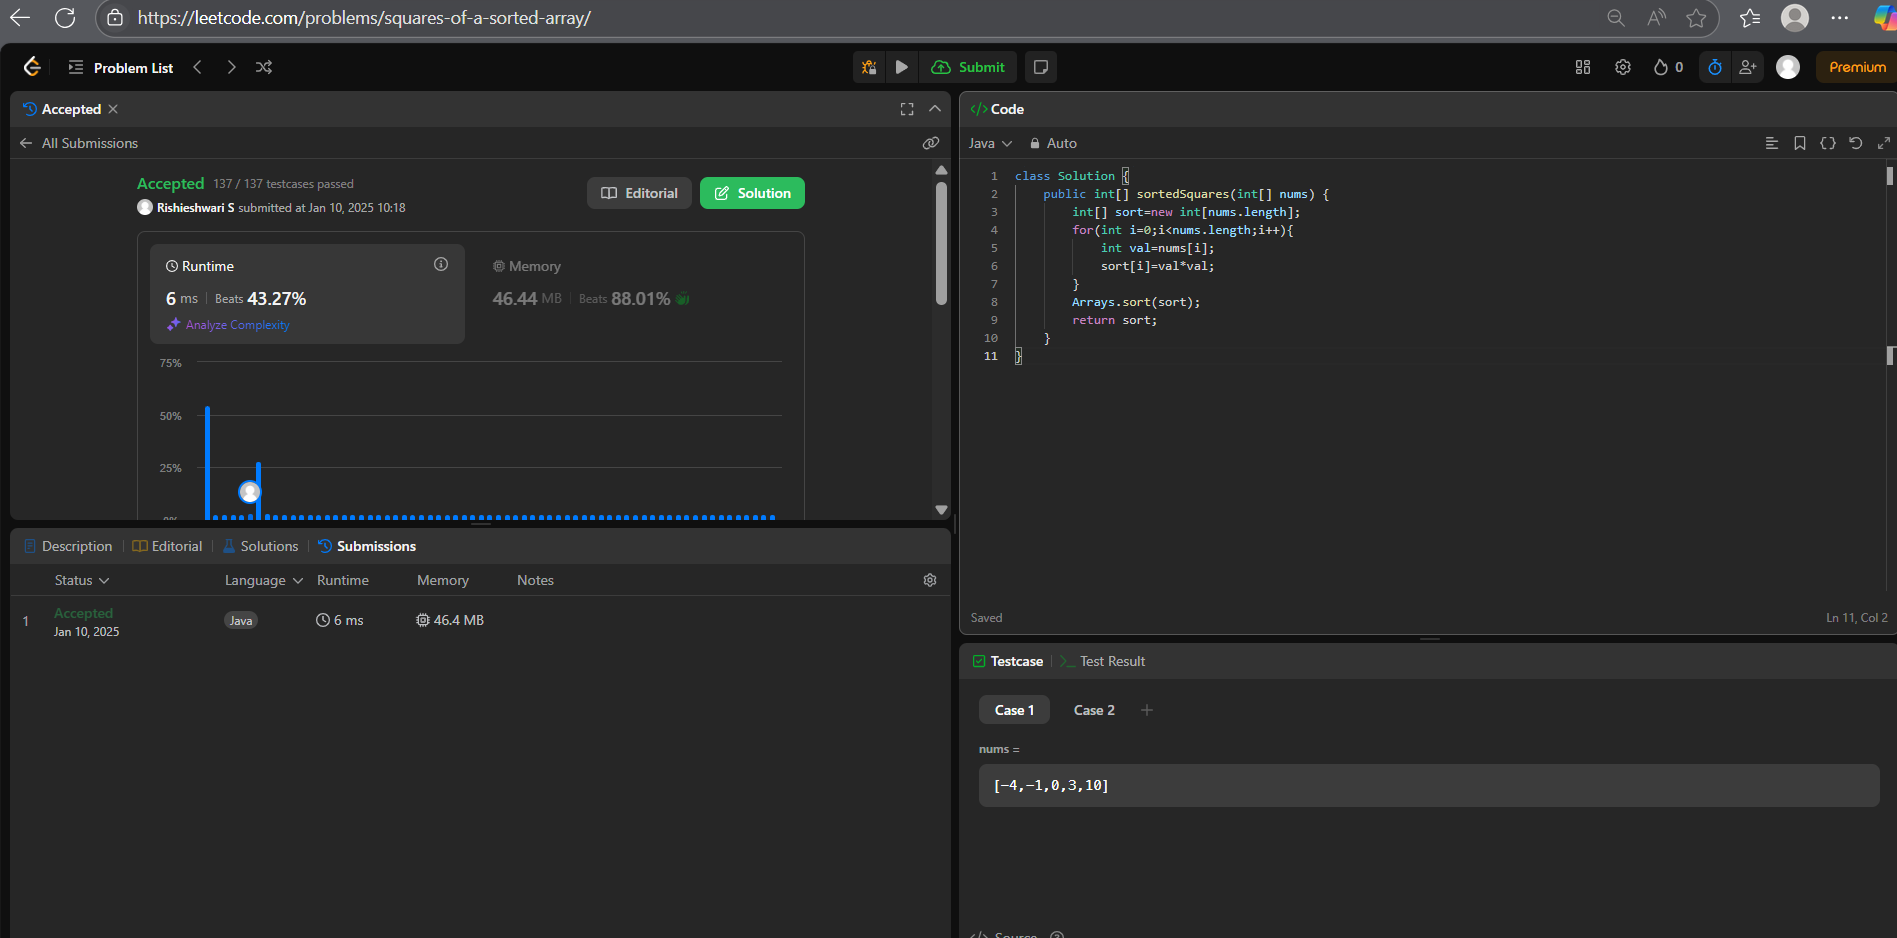 https://leetcode.com/problems/squares-of-a-sorted-array/
Problem List
Submit
0
Premium
Accepted
All Submissions
Accepted 137 / 137 testcases passed
Rishieshwari S submitted at Jan 10, 2025 10:18
Editorial
Solution
Runtime
6 ms | Beats 43.27%
Analyze Complexity
Memory
46.44 MB | Beats 88.01%
75%
50%
25%
0%
Description | Editorial | Solutions | Submissions
Status Language Runtime Memory Notes
1 Accepted Java 6 ms 46.4 MB
Jan 10, 2025
</> Code
Java Auto
1 class Solution {
2 public int[] sortedSquares(int[] nums) {
3 int[] sort=new int[nums.length];
4 for(int i=0;i<nums.length;i++){
5 int val=nums[i];
6 sort[i]=val*val;
7 }
8 Arrays.sort(sort);
9 return sort;
10 }
11 }
Saved
Ln 11, Col 2
Testcase | >_ Test Result
Case 1 Case 2 +
nums =
[-4,-1,0,3,10]
</> Source